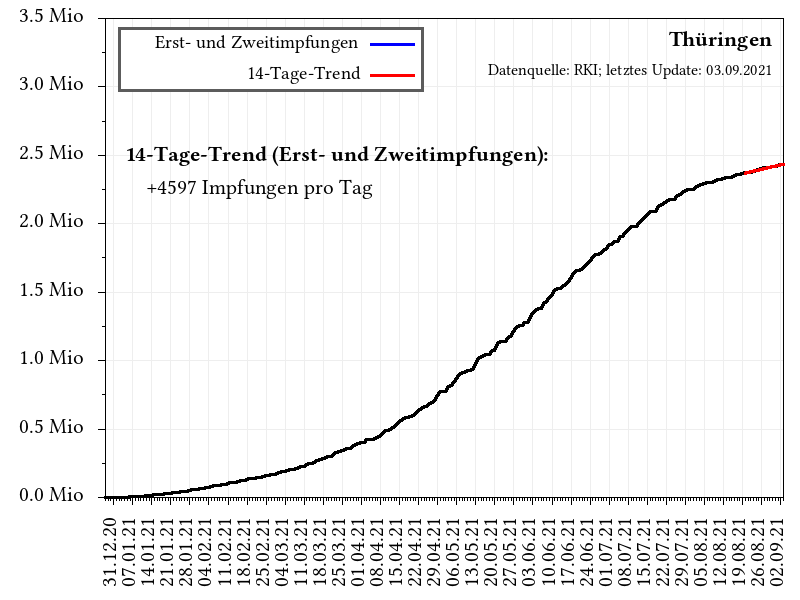 3.5 Mio
3.0 Mio
2.5 Mio
2.0 Mio
1.5 Mio
1.0 Mio
0.5 Mio
0.0 Mio
Erst- und Zweitimpfungen
14-Tage-Trend
Thüringen
Datenquelle: RKI; letztes Update: 03.09.2021
14-Tage-Trend (Erst- und Zweitimpfungen):
+4597 Impfungen pro Tag
31.12.20
07.01.21
14.01.21
21.01.21
28.01.21
04.02.21
11.02.21
18.02.21
25.02.21
04.03.21
11.03.21
18.03.21
25.03.21
01.04.21
08.04.21
15.04.21
22.04.21
29.04.21
06.05.21
13.05.21
20.05.21
27.05.21
03.06.21
10.06.21
17.06.21
24.06.21
01.07.21
08.07.21
15.07.21
22.07.21
29.07.21
05.08.21
12.08.21
19.08.21
26.08.21
02.09.21